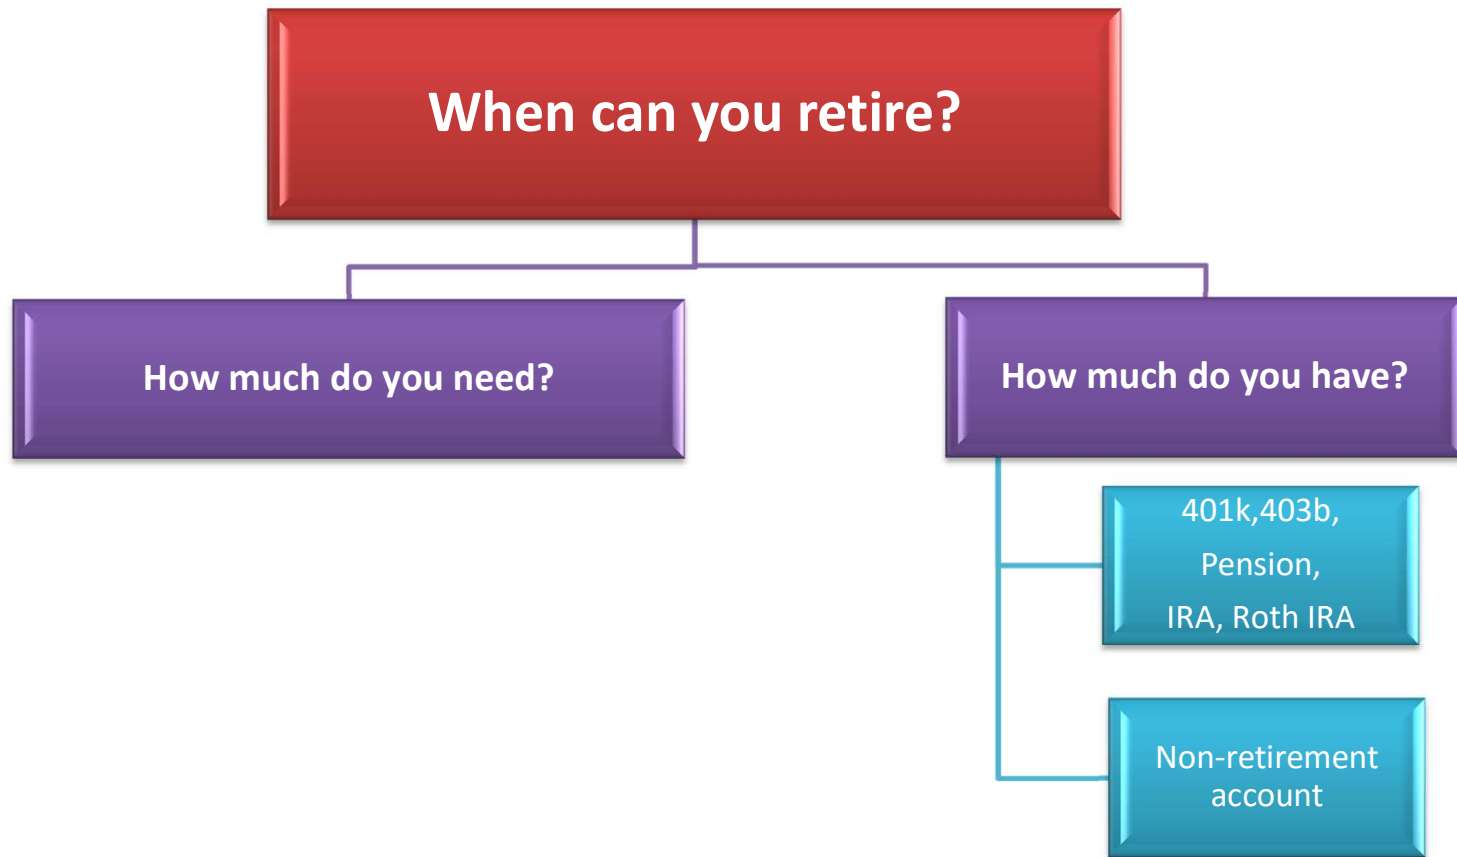 When can you retire?
How much do you need?
How much do you have?
401k,403b,
Pension,
IRA, Roth IRA
Non-retirement
account